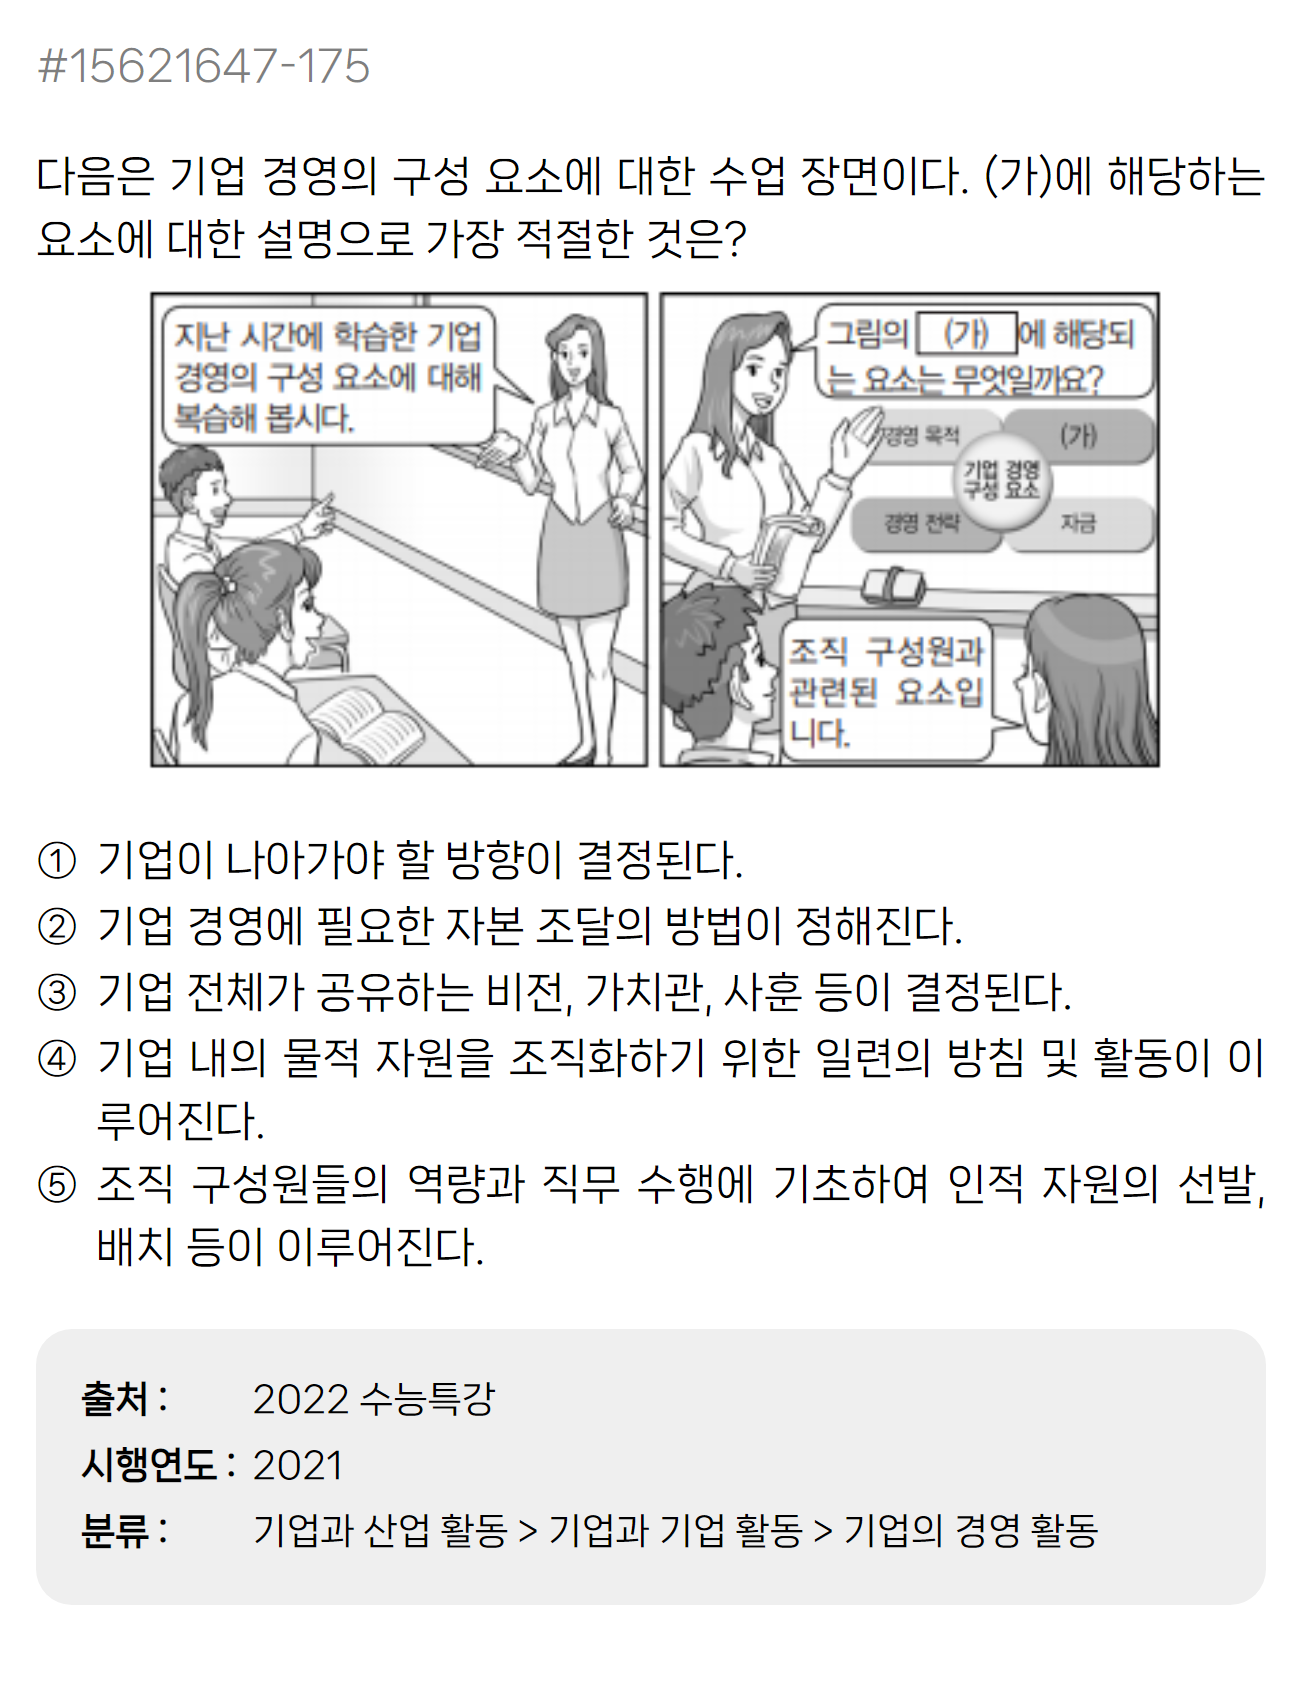 #15621647-175
다음은 기업 경영의 구성 요소에 대한 수업 장면이다. (가)에 해당하는
요소에 대한 설명으로 가장 적절한 것은?
지난 시간에 학습한 기업
경영의 구성 요소에 대해
복습해 봅시다.
그림의 (가)에 해당되
는 요소는 무엇일까요?
경영 목적
(가)
기업 경영
구성 요소
경영 전략
자금
조직 구성원과
관련된 요소입
니다.
① 기업이 나아가야 할 방향이 결정된다.
② 기업 경영에 필요한 자본 조달의 방법이 정해진다.
③ 기업 전체가 공유하는 비전, 가치관, 사훈 등이 결정된다.
④ 기업 내의 물적 자원을 조직화하기 위한 일련의 방침 및 활동이 이
루어진다.
⑤ 조직 구성원들의 역량과 직무 수행에 기초하여 인적 자원의 선발,
배치 등이 이루어진다.
출처 : 2022 수능특강
시행연도 : 2021
분류 : 기업과 산업 활동 > 기업과 기업 활동 > 기업의 경영 활동